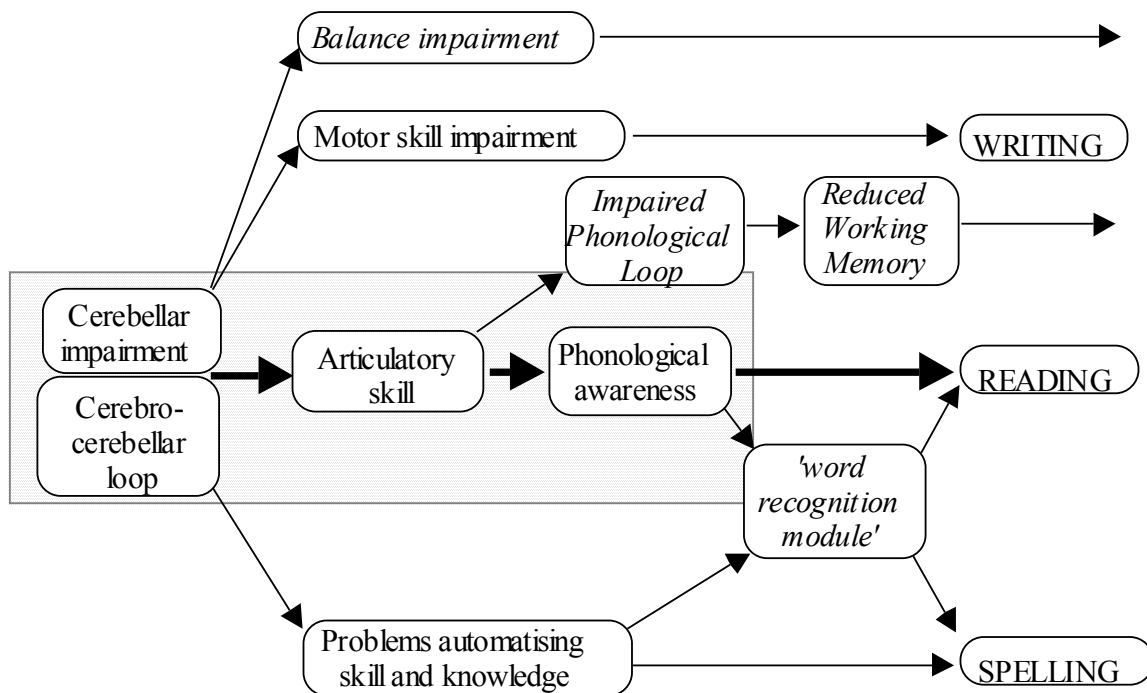 Balance impairment
Motor skill impairment
WRITING
Impaired
Phonological
Loop
Reduced
Working
Memory
Cerebellar
impairment
Articulatory
skill
Phonological
awareness
READING
Cerebro-
cerebellar
loop
'word
recognition
module'
Problems automatising
skill and knowledge
SPELLING